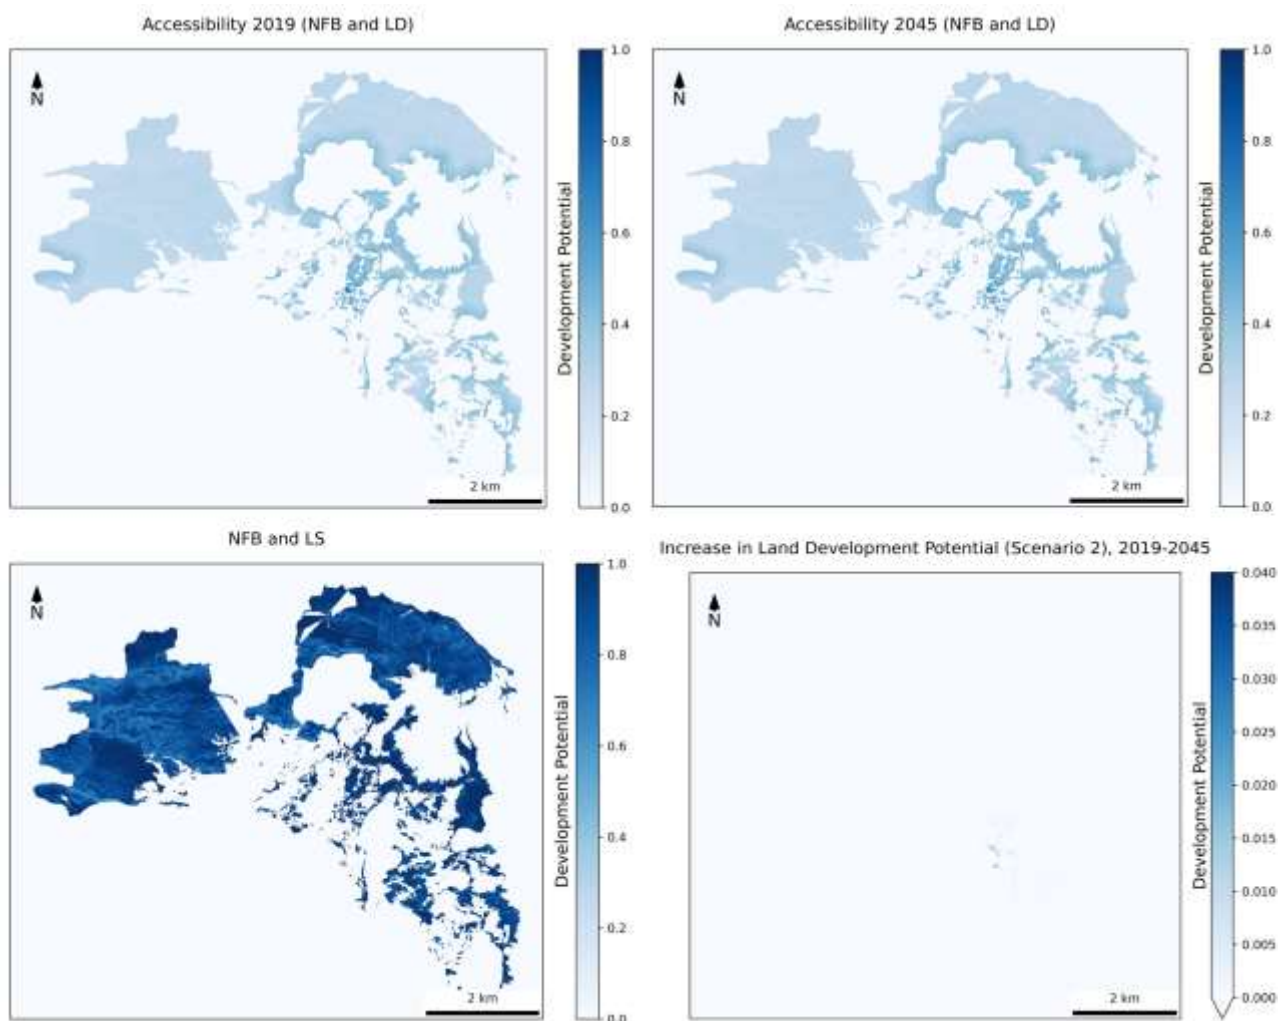 Accessibility 2019 (NFB and LD)
N
2 km
1.0
0.8
0.6
0.4
0.2
0.0
Development Potential
Accessibility 2045 (NFB and LD)
N
2 km
1.0
0.8
0.6
0.4
0.2
0.0
Development Potential
NFB and LS
N
2 km
1.0
0.8
0.6
0.4
0.2
0.0
Development Potential
Increase in Land Development Potential (Scenario 2), 2019-2045
N
2 km
0.040
0.035
0.030
0.025
0.020
0.015
0.010
0.005
0.000
Development Potential